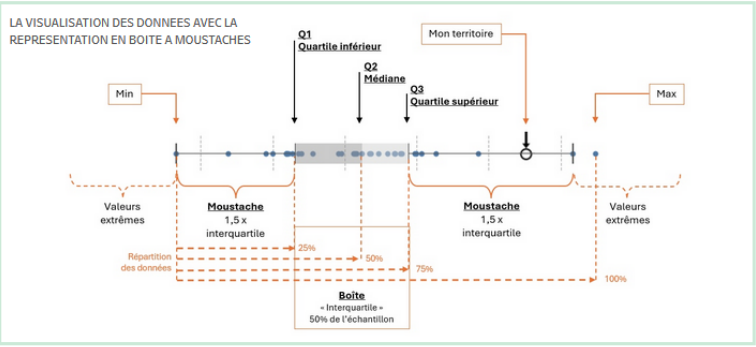 LA VISUALISATION DES DONNEES AVEC LA
REPRESENTATION EN BOITE A MOUSTACHES
Q1
Quartile inférieur
Mon territoire
Q2
Médiane
Q3
Quartile supérieur
Min
Max
Valeurs
extrêmes
Moustache
1,5 x
interquartile
Moustache
1,5 x
interquartile
Valeurs
extrêmes
Répartition
des données
25%
50%
75%
100%
Boîte
« Interquartile »
50% de l'échantillon